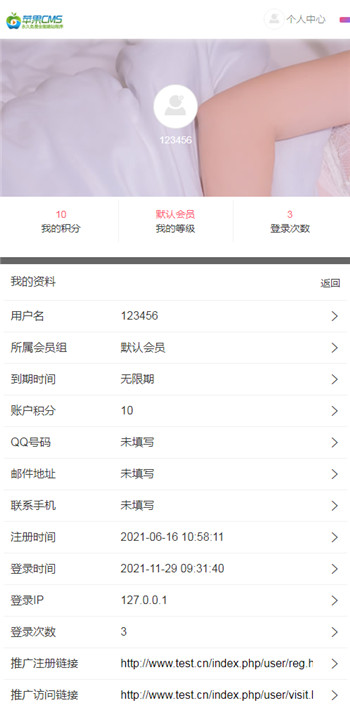 苹果CMS
个人中心
123456
10 默认会员 3
我的积分 我的等级 登录次数
我的资料 返回
用户名 123456
所属会员组 默认会员
到期时间 无限期
账户积分 10
QQ号码 未填写
邮件地址 未填写
联系手机 未填写
注册时间 2021-06-16 10:58:11
登录时间 2021-11-29 09:31:40
登录IP 127.0.0.1
登录次数 3
推广注册链接 http://www.test.cn/index.php/user/reg.h
推广访问链接 http://www.test.cn/index.php/user/visit.l